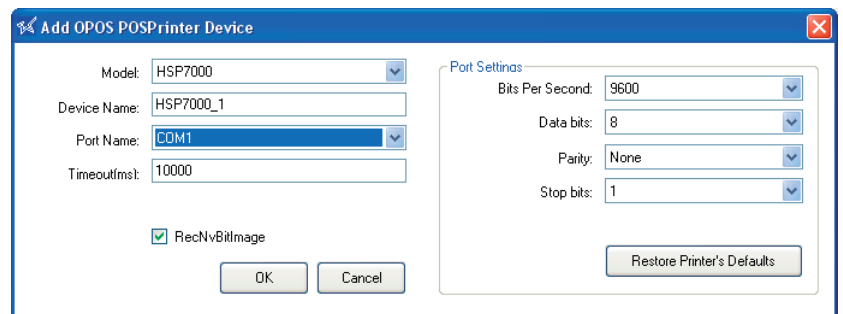 Add OPOS POSPrinter Device
Model: HSP7000
Device Name: HSP7000_1
Port Name: COM1
Timeout(ms): 10000
RecNvBitImage
OK Cancel
Port Settings
Bits Per Second: 9600
Data bits: 8
Parity: None
Stop bits: 1
Restore Printer's Defaults